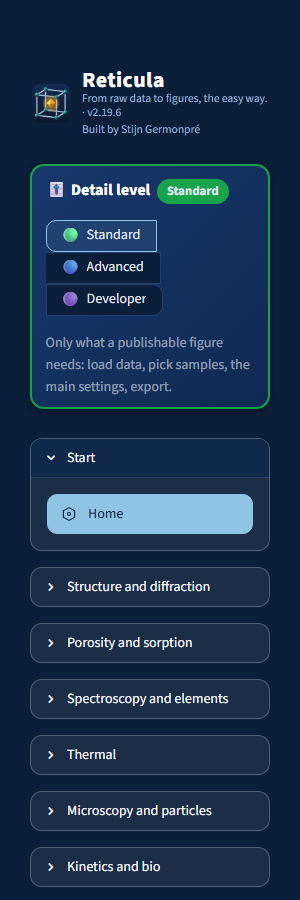 Reticula
From raw data to figures, the easy way.
· v2.19.6
Built by Stijn Germonpré
Detail level Standard
Standard
Advanced
Developer
Only what a publishable figure
needs: load data, pick samples, the
main settings, export.
Start
Home
Structure and diffraction
Porosity and sorption
Spectroscopy and elements
Thermal
Microscopy and particles
Kinetics and bio